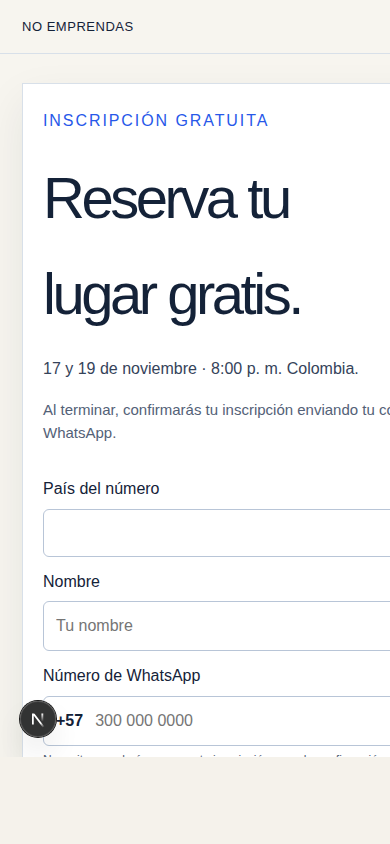 NO EMPRENDAS
INSCRIPCIÓN GRATUITA
Reserva tu
lugar gratis.
17 y 19 de noviembre · 8:00 p. m. Colombia.
Al terminar, confirmarás tu inscripción enviando tu
WhatsApp.
País del número
Nombre
Tu nombre
Número de WhatsApp
+57 300 000 0000
N